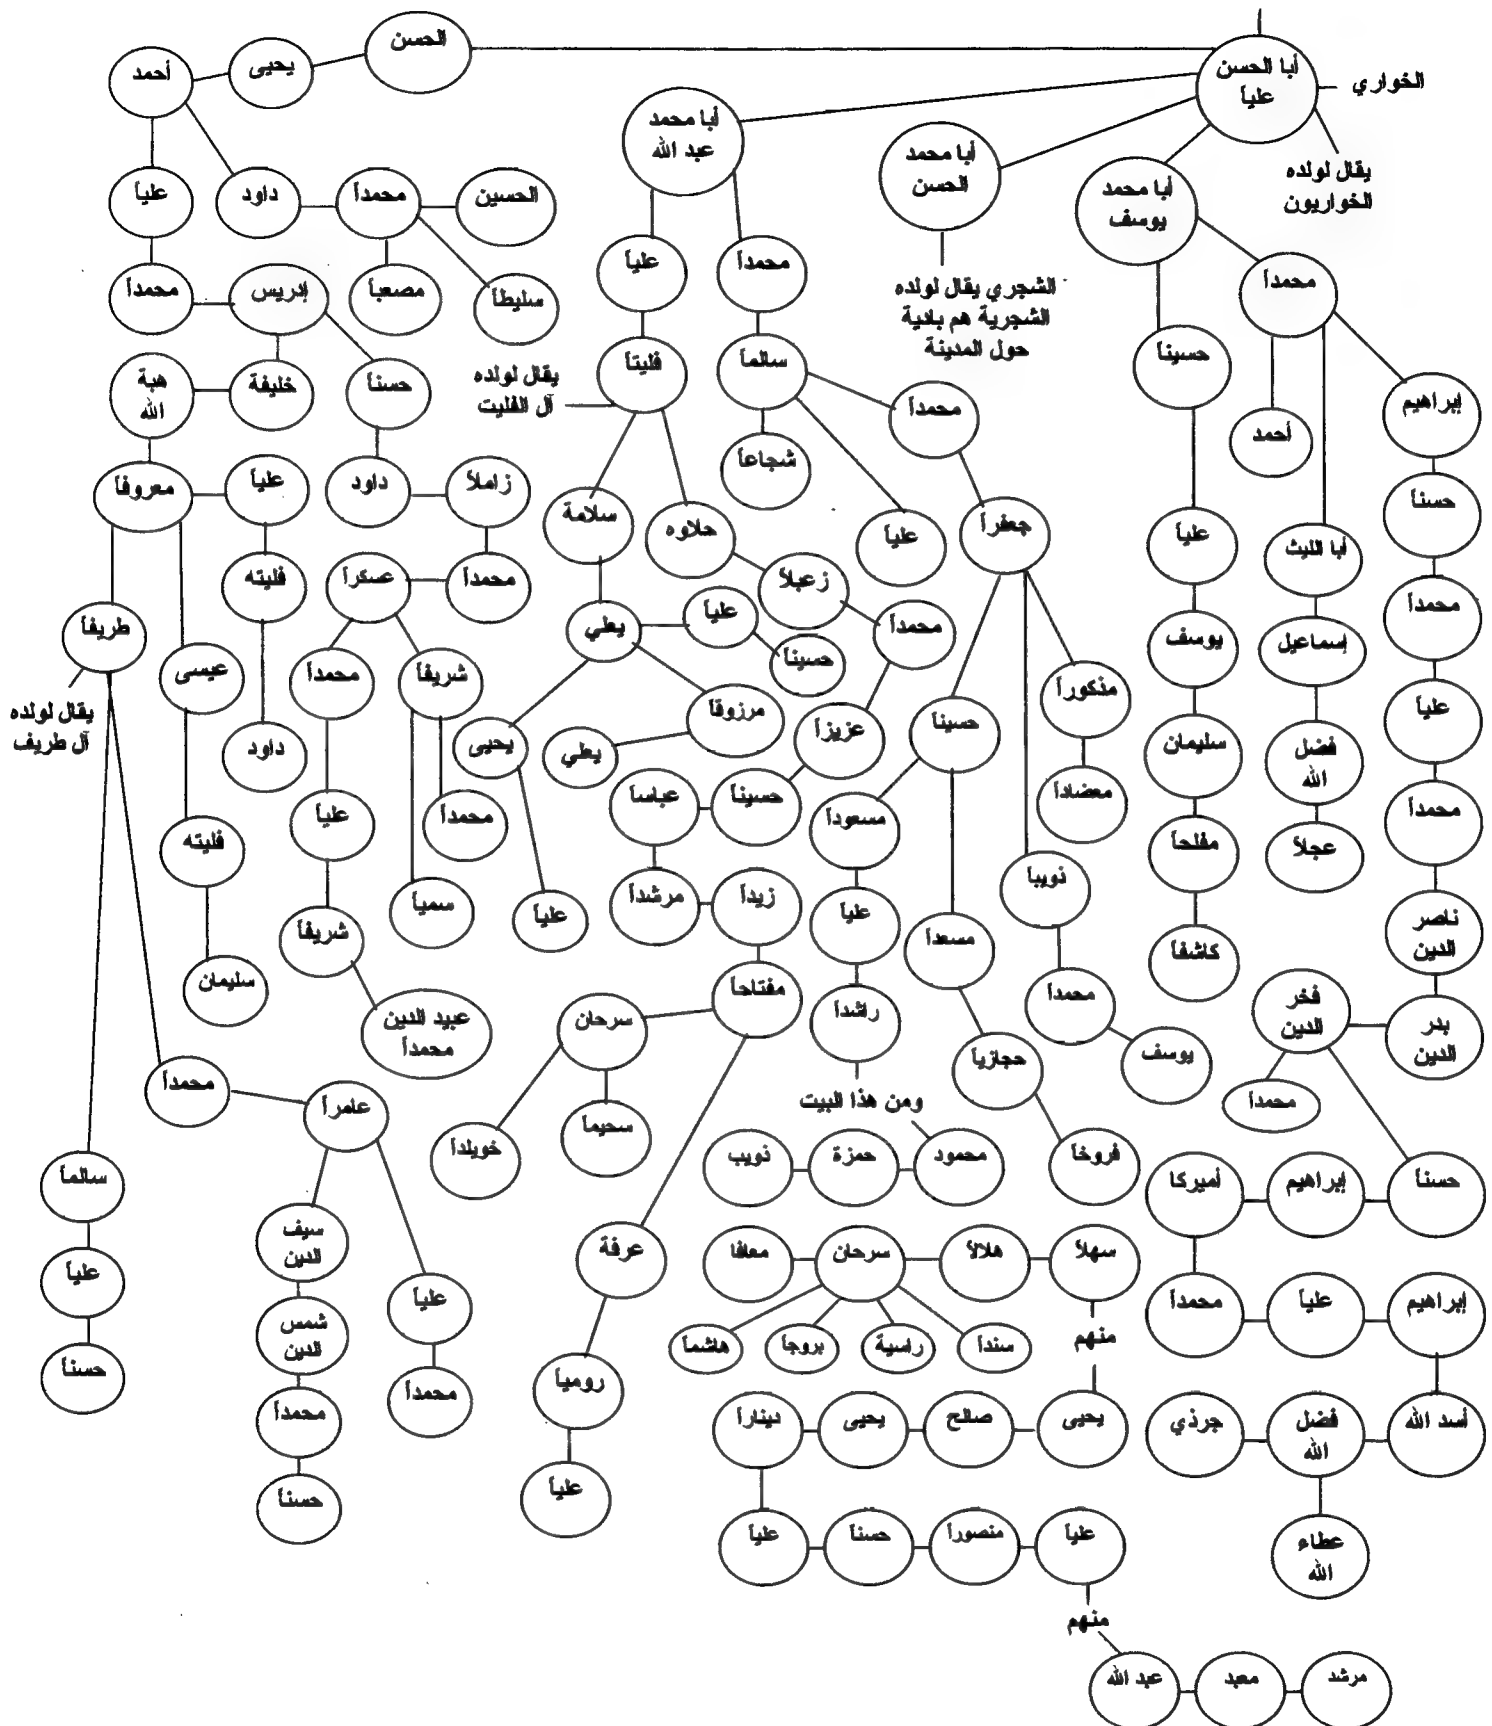 الحسن
أبا الحسن
علياً
الخواري
يقال لولده
الخواريون
يحيى
أحمد
أبا محمد
عبد الله
أبا محمد
الحسن
أبا محمد
يوسف
علياً
داود
محمداً
الحسين
علياً
محمداً
الشجري يقال لولده
الشجرية هم بادية
حول المدينة
محمداً
محمداً
إدريس
مصعباً
سليطاً
حسيناً
هبة
الله
خليفة
حسناً
يقال لولده
آل الفليت
فليتاً
سالماً
محمداً
أحمد
إبراهيم
معروفاً
علياً
داود
زاملاً
سلامة
حلاوه
شجاعاً
علياً
جعفراً
علياً
أبا الليث
حسناً
فليته
عسكراً
محمداً
زعبلاً
طريفاً
يعلي
علياً
حسيناً
محمداً
يوسف
إسماعيل
محمداً
يقال لولده
آل طريف
عيسى
محمداً
شريفاً
مرزوقاً
مذكوراً
داود
يحيى
يعلي
عزيزاً
حسيناً
سليمان
فضل
الله
علياً
فليته
علياً
محمداً
عباساً
حسيناً
مسعوداً
معضاداً
مفلحاً
عجلاً
محمداً
سمياً
علياً
مرشداً
زيداً
علياً
ذويباً
شريفاً
مسعداً
كاشفاً
ناصر
الدين
سليمان
عبيد الدين
محمداً
سرحان
مفتاحاً
راشداً
محمداً
فخر
الدين
بدر
الدين
محمداً
عامراً
حجازياً
يوسف
ومن هذا البيت
محمداً
سالماً
خويلداً
سحيماً
ذويب
حمزة
محمود
فروخاً
أميركا
إبراهيم
حسناً
سيف
الدين
عرفة
معافا
سرحان
هلالاً
سهلاً
علياً
علياً
محمداً
علياً
إبراهيم
شمس
الدين
هاشماً
بروجاً
راسية
سنداً
منهم
حسناً
محمداً
رومياً
محمداً
ديناراً
يحيى
صالح
يحيى
جرذي
فضل
الله
أسد الله
حسناً
علياً
علياً
حسناً
منصوراً
علياً
عطاء
الله
منهم
عبد الله
معبد
مرشد